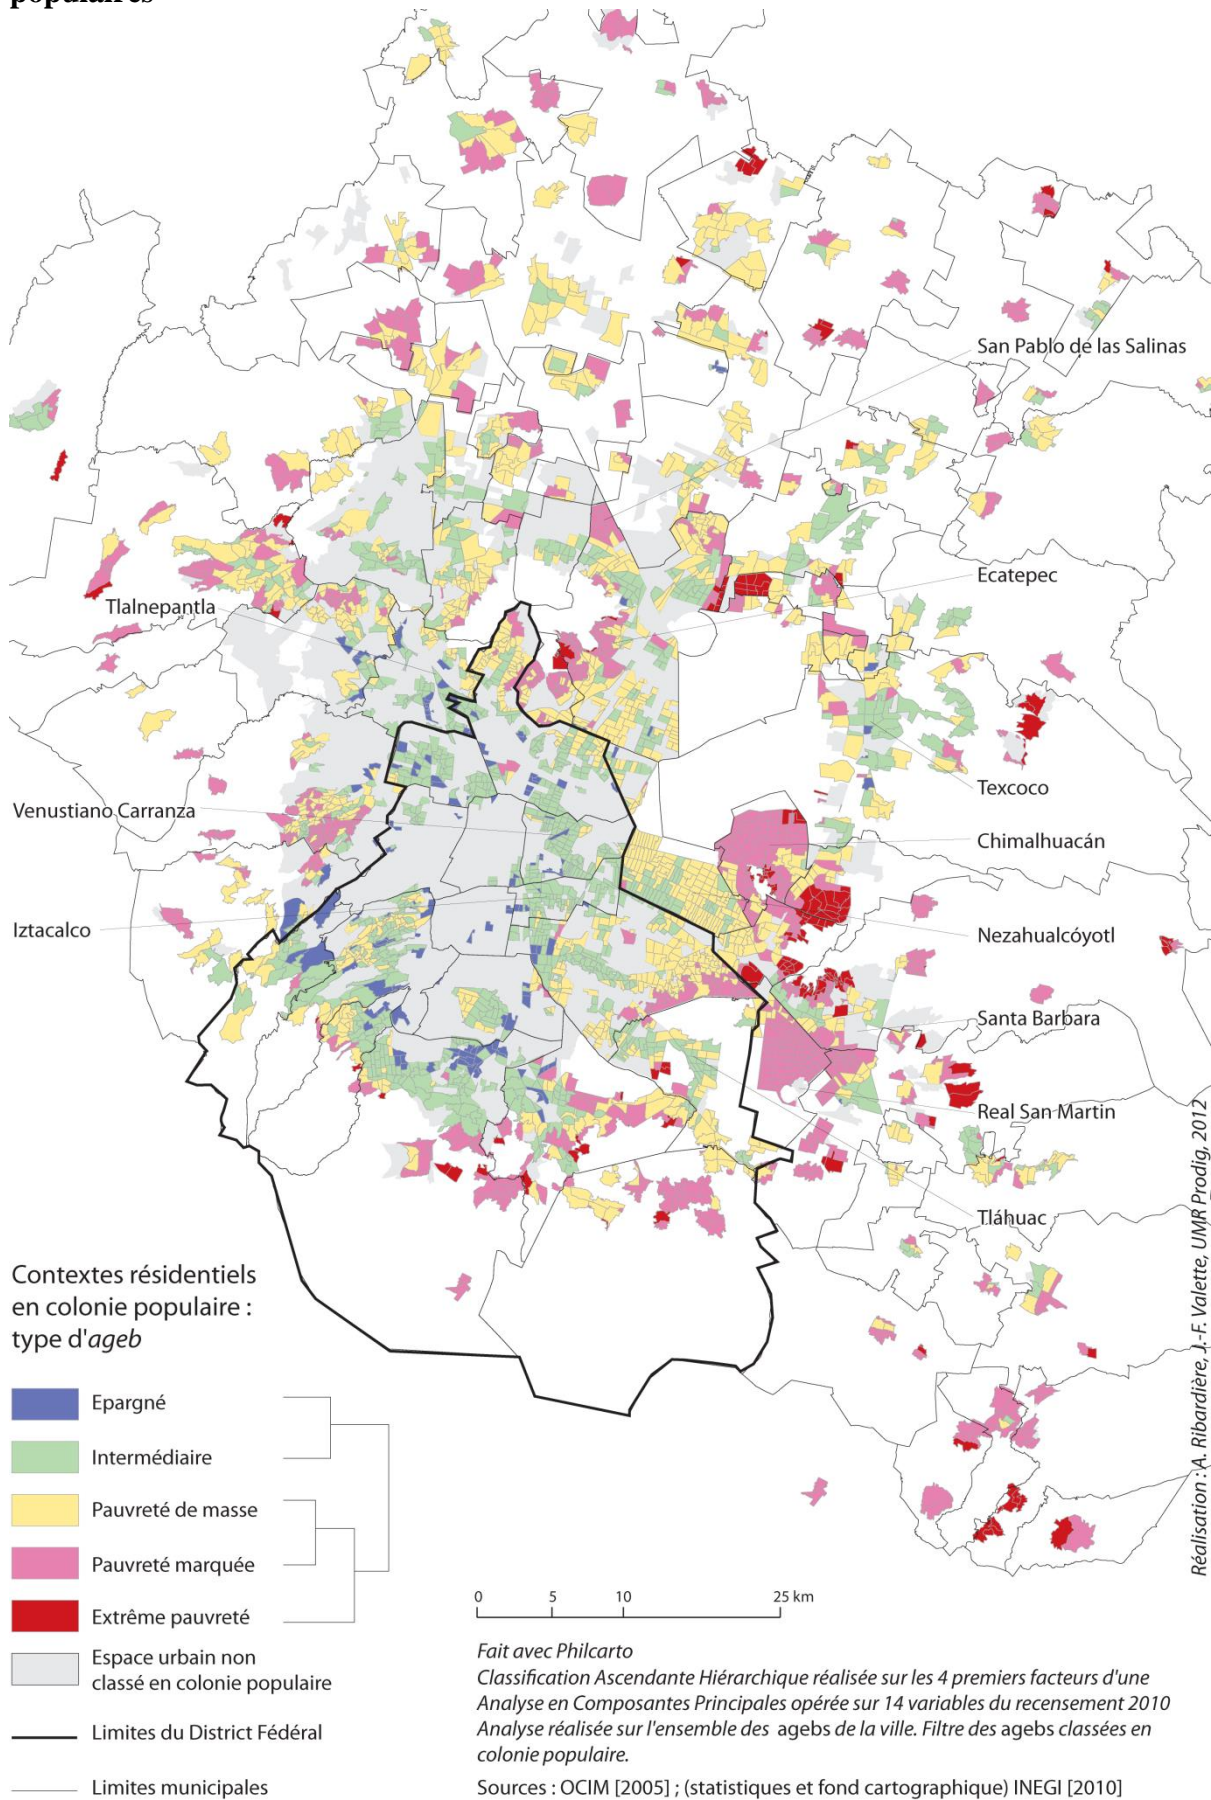 populaires
San Pablo de las Salinas
Ecatepec
Tlalnepantla
Texcoco
Venustiano Carranza
Chimalhuacán
Iztacalco
Nezahualcóyotl
Santa Barbara
Real San Martin
Tláhuac
Contextes résidentiels
en colonie populaire :
type d'ageb
Epargné
Intermédiaire
Pauvreté de masse
Pauvreté marquée
Extrême pauvreté
Espace urbain non
classé en colonie populaire
Limites du District Fédéral
Limites municipales
0 5 10 25 km
Fait avec Philcarto
Classification Ascendante Hiérarchique réalisée sur les 4 premiers facteurs d'une
Analyse en Composantes Principales opérée sur 14 variables du recensement 2010
Analyse réalisée sur l'ensemble des agebs de la ville. Filtre des agebs classées en
colonie populaire.
Sources : OCIM [2005] ; (statistiques et fond cartographique) INEGI [2010]
Réalisation : A. Ribardière, J.-F. Valette, UMR Prodig, 2012